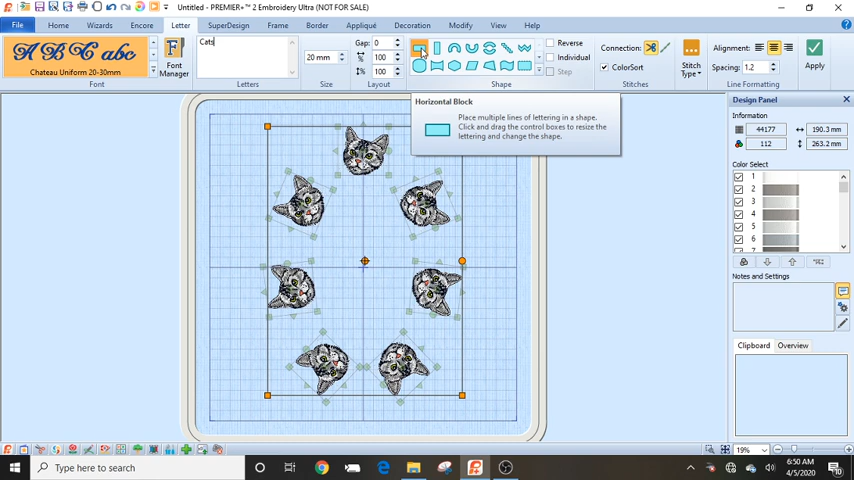 Untitled - PREMIER+™ 2 Embroidery Ultra (NOT FOR SALE)
File Home Wizards Encore Letter SuperDesign Frame Border Appliqué Decoration Modify View Help
Chateau Uniform 20-30mm
Font
Font Manager
Cats
Letters
20 mm
Size
Gap: 0
% 100
% 100
Layout
Reverse
Individual
Step
Shape
Connection:
ColorSort
Stitches
Stitch Type
Alignment:
Spacing: 1.2
Apply
Horizontal Block
Place multiple lines of lettering in a shape.
Click and drag the control boxes to resize the
lettering and change the shape.
Design Panel
Information
44177 190.3 mm
112 263.2 mm
Color Select
1
2
3
4
5
6
Notes and Settings
Clipboard Overview
19%
Type here to search
6:50 AM
4/5/2020